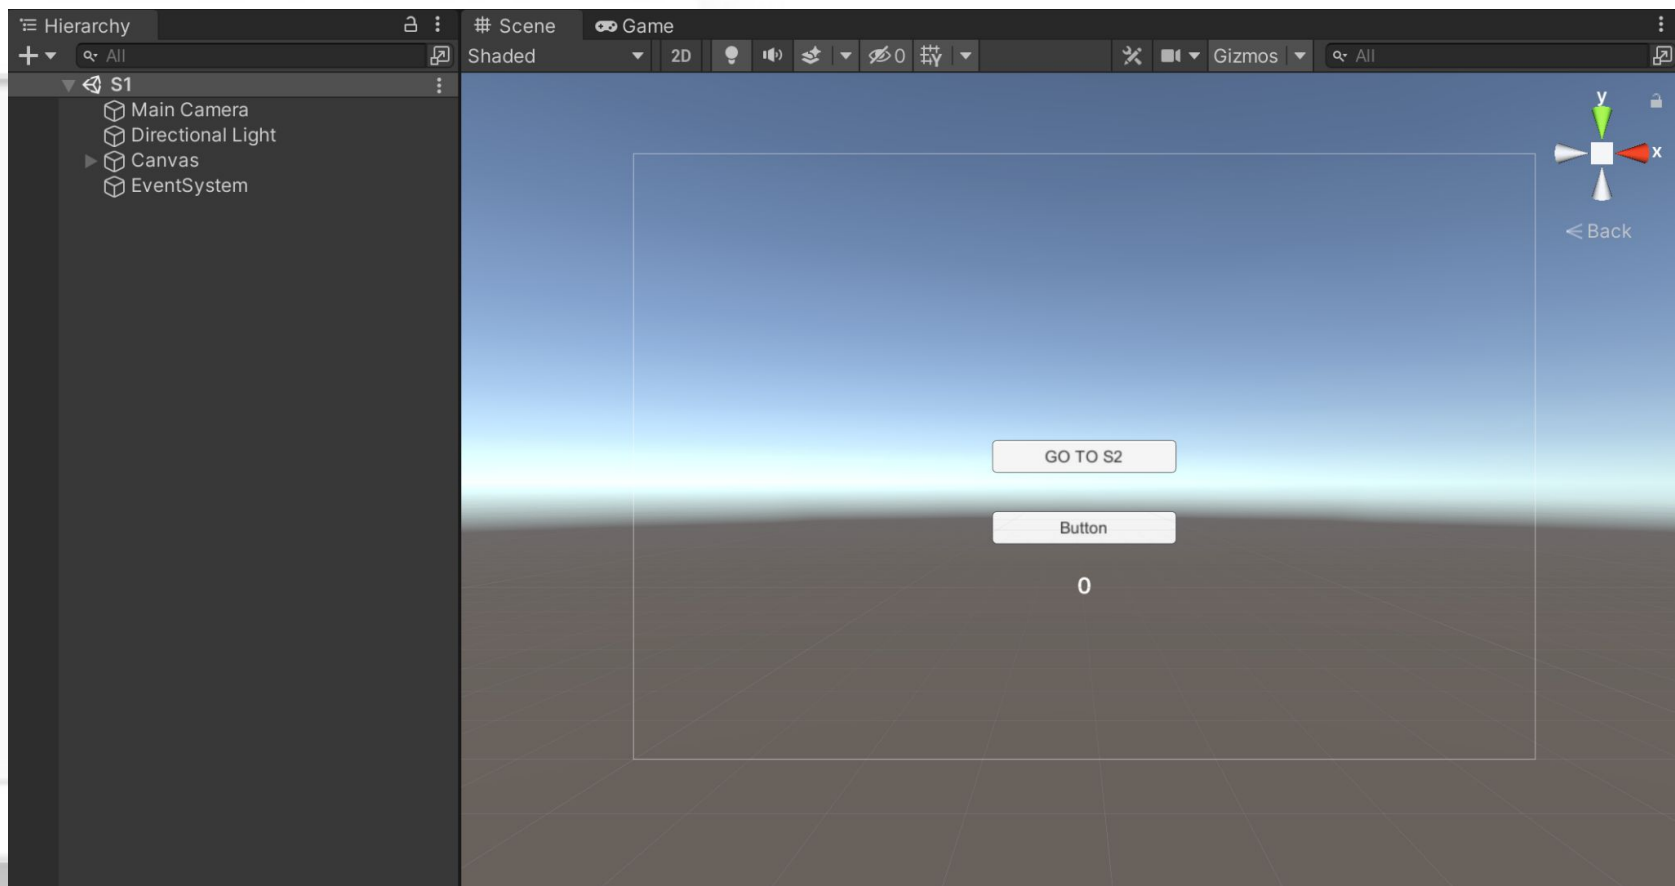 Hierarchy
All
S1
Main Camera
Directional Light
Canvas
EventSystem
Scene Game
Shaded 2D 0 Gizmos All
y
x
Back
GO TO S2
Button
0